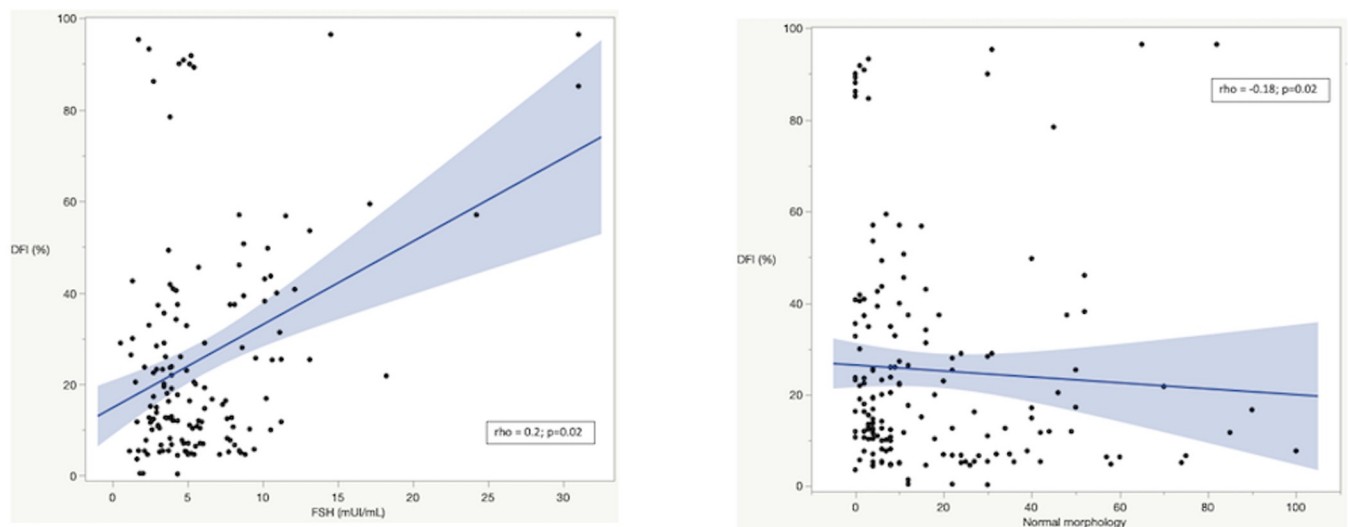 100
80
60
DFI (%)
40
20
0
rho = 0.2; p=0.02
0 5 10 15 20 25 30
FSH (mUI/mL)
100
80
60
DFI (%)
40
20
0
rho = -0.18; p=0.02
0 20 40 60 80 100
Normal morphology